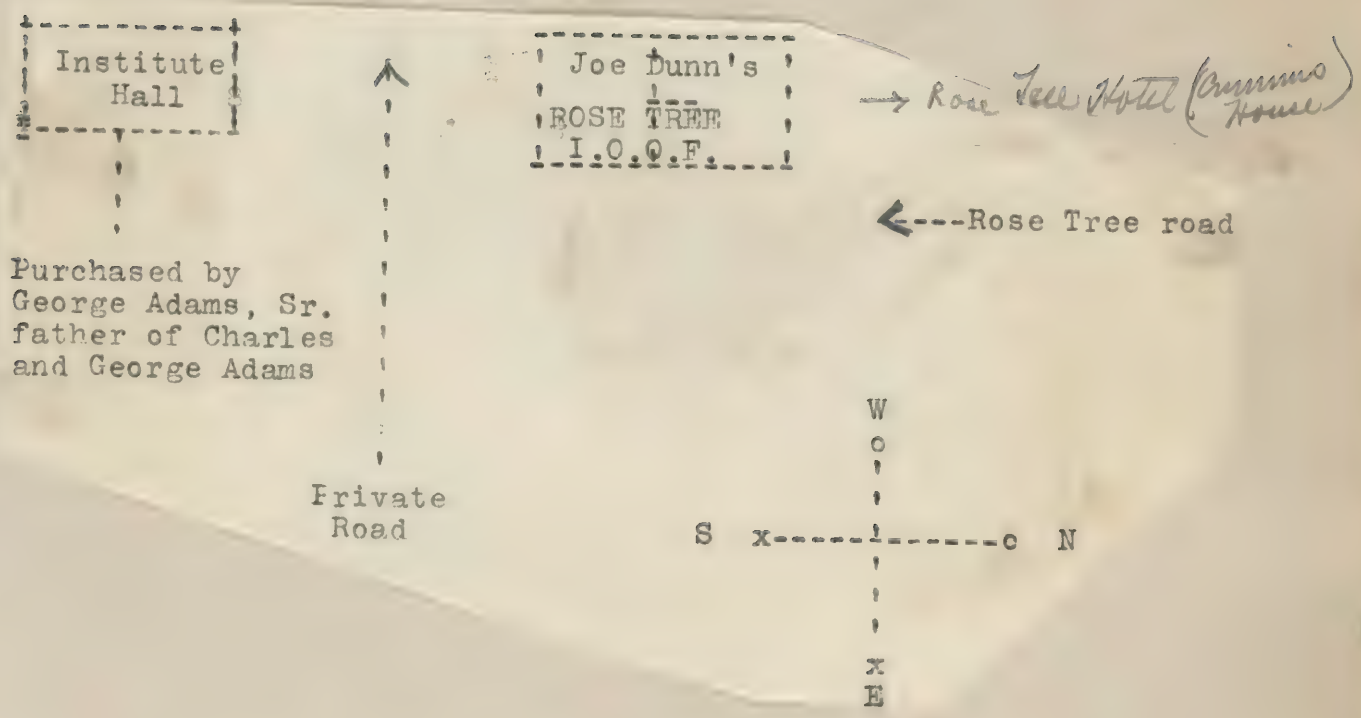 Institute
Hall
Joe Dunn's
ROSE TREE
I.O.O.F.
→ Rose Tree Hotel (
House)
<----Rose Tree road
Purchased by
George Adams, Sr.
father of Charles
and George Adams
Private
Road
W
S x-------------o N
E